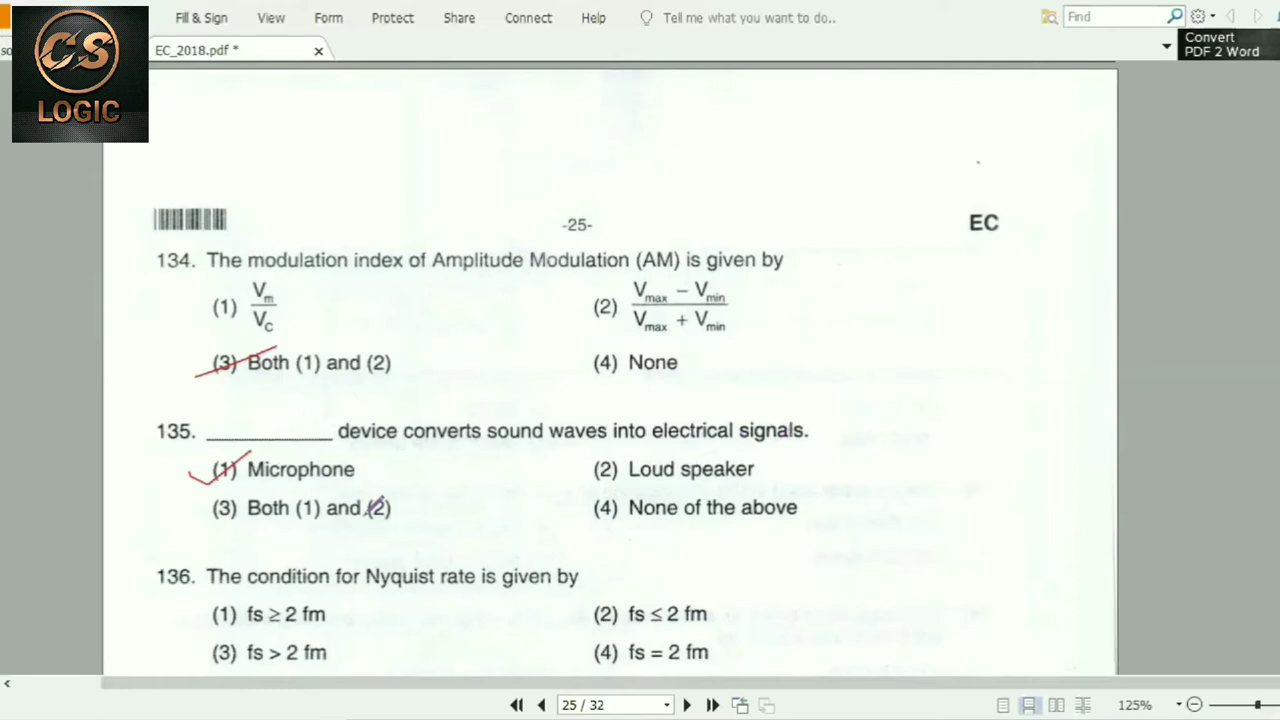 Fill & Sign View Form Protect Share Connect Help Tell me what you want to do.. Find
Convert
PDF 2 Word
so
EC_2018.pdf *
CS
LOGIC
-25-
EC
134. The modulation index of Amplitude Modulation (AM) is given by
(1) Vm / VC (2) Vmax – Vmin / Vmax + Vmin
(3) Both (1) and (2) (4) None
135. ____________ device converts sound waves into electrical signals.
(1) Microphone (2) Loud speaker
(3) Both (1) and (2) (4) None of the above
136. The condition for Nyquist rate is given by
(1) fs ≥ 2 fm (2) fs ≤ 2 fm
(3) fs > 2 fm (4) fs = 2 fm
25 / 32
125%